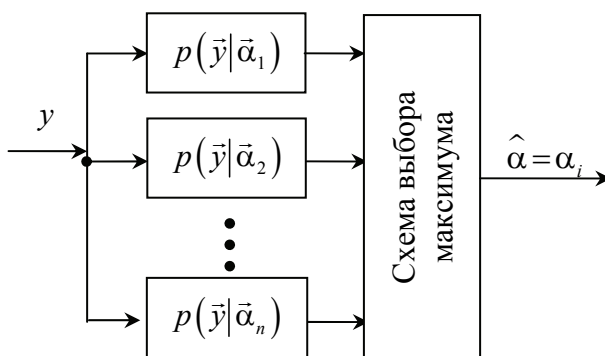 p(y⃗|α⃗₁)
y
p(y⃗|α⃗₂)
p(y⃗|α⃗ₙ)
Схема выбора
максимума
α̂=αᵢ